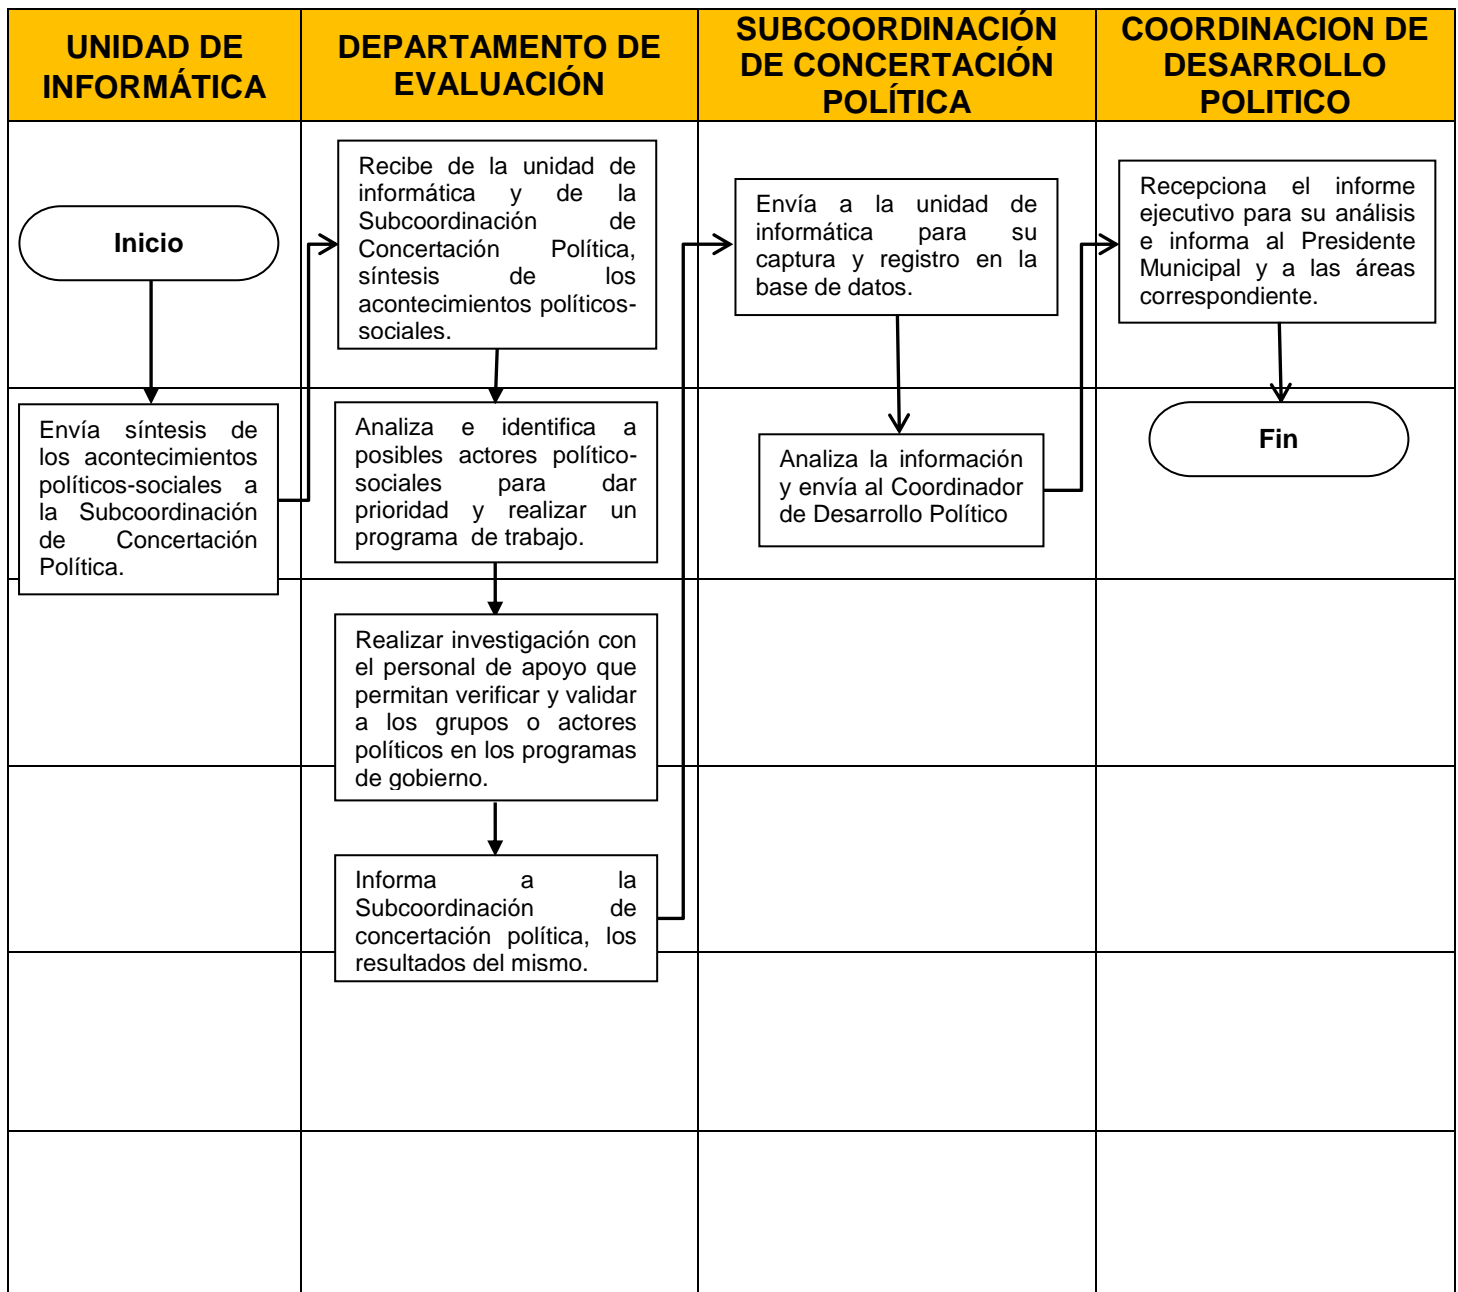 UNIDAD DE
INFORMÁTICA
DEPARTAMENTO DE
EVALUACIÓN
SUBCOORDINACIÓN
DE CONCERTACIÓN
POLÍTICA
COORDINACION DE
DESARROLLO
POLITICO
Inicio
Envía síntesis de
los acontecimientos
políticos-sociales a
la Subcoordinación
de Concertación
Política.
Recibe de la unidad de
informática y de la
Subcoordinación de
Concertación Política,
síntesis de los
acontecimientos políticos-
sociales.
Analiza e identifica a
posibles actores político-
sociales para dar
prioridad y realizar un
programa de trabajo.
Realizar investigación con
el personal de apoyo que
permitan verificar y validar
a los grupos o actores
políticos en los programas
de gobierno.
Informa a la
Subcoordinación de
concertación política, los
resultados del mismo.
Envía a la unidad de
informática para su
captura y registro en la
base de datos.
Analiza la información
y envía al Coordinador
de Desarrollo Político
Recepciona el informe
ejecutivo para su análisis
e informa al Presidente
Municipal y a las áreas
correspondiente.
Fin